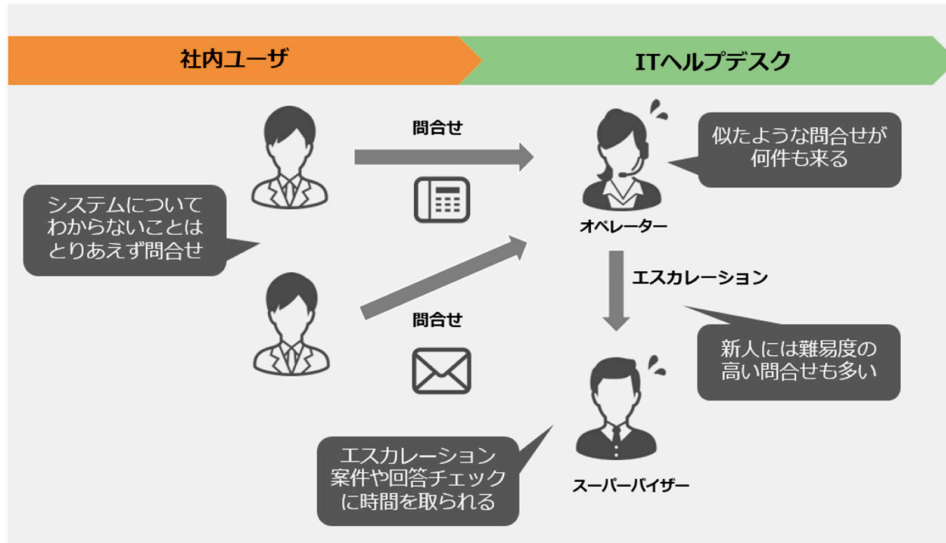 社内ユーザ
ITヘルプデスク
問合せ
似たような問合せが
何件も来る
システムについて
わからないことは
とりあえず問合せ
オペレーター
エスカレーション
問合せ
新人には難易度の
高い問合せも多い
エスカレーション
案件や回答チェック
に時間を取られる
スーパーバイザー